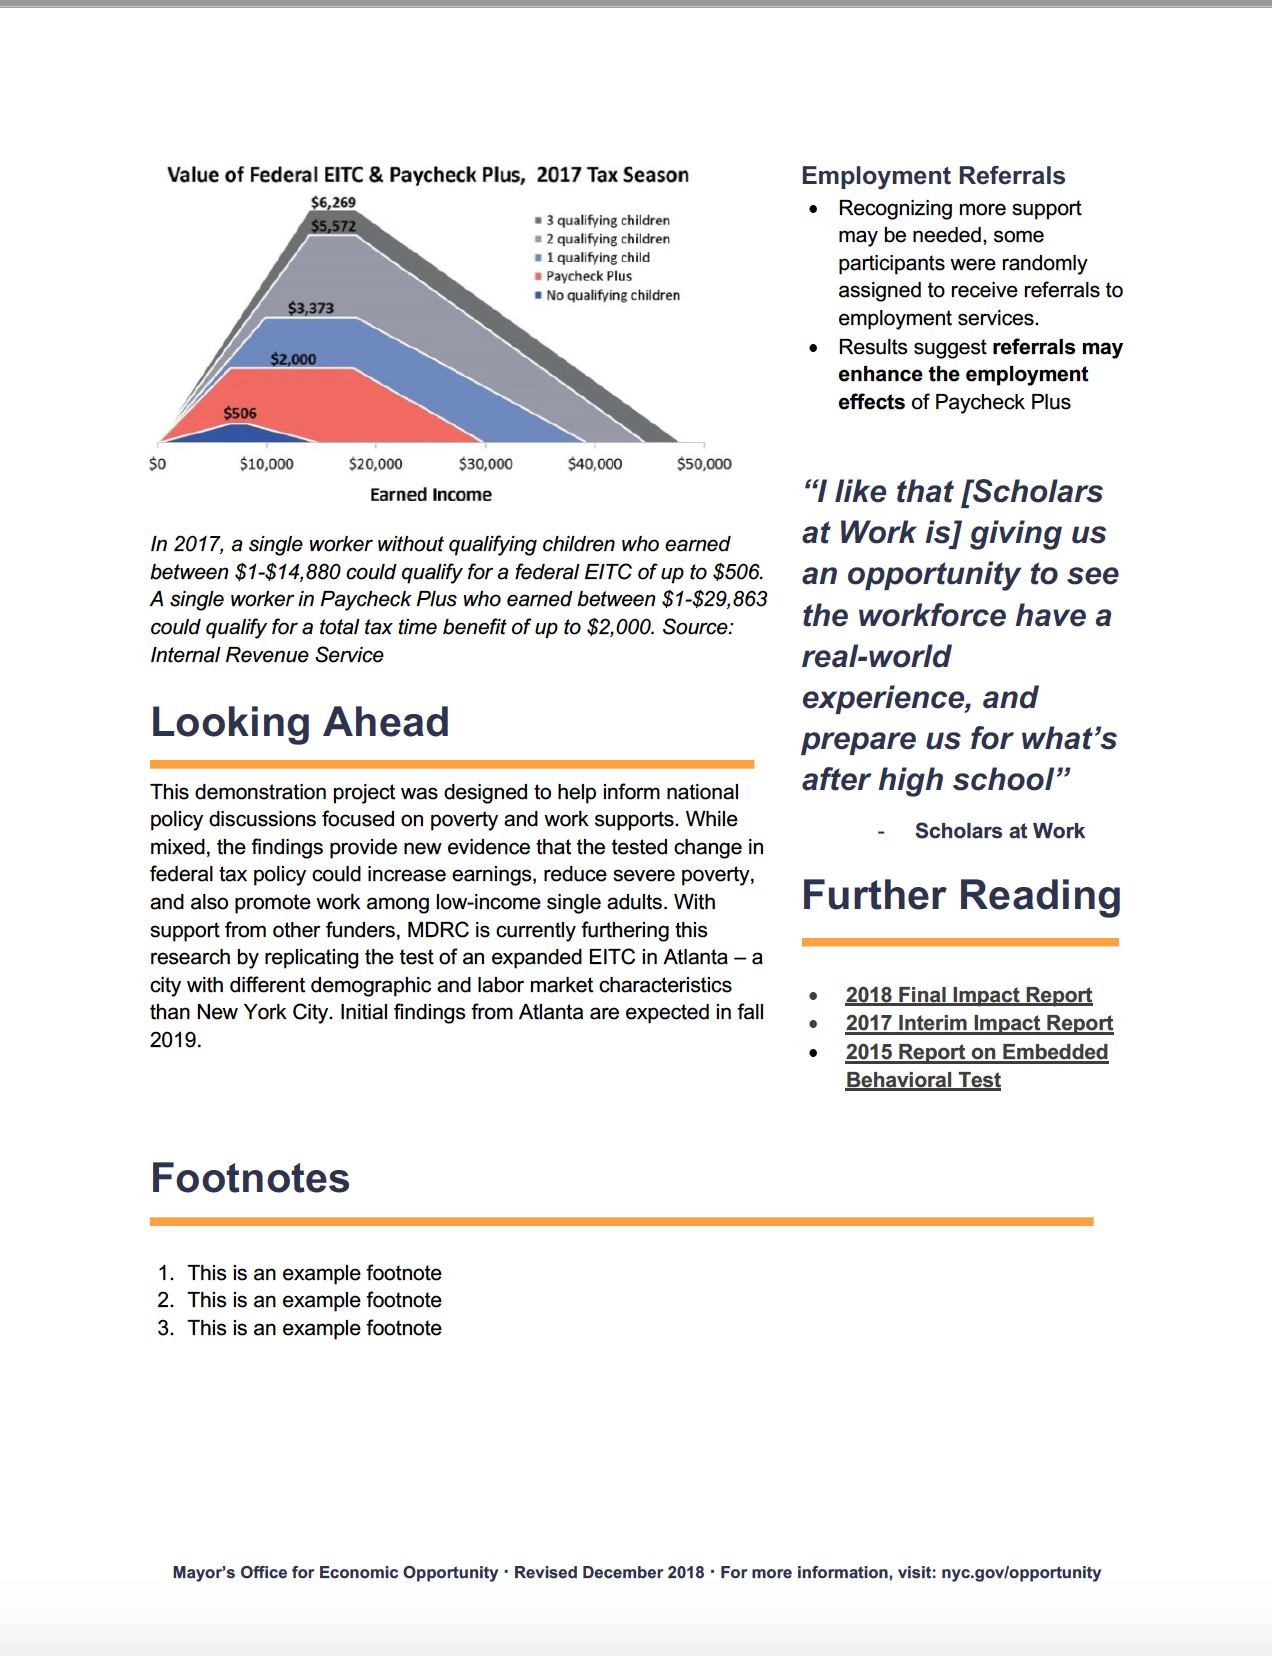 Value of Federal EITC & Paycheck Plus, 2017 Tax Season
$6,269
$5,572
$3,373
$2,000
$506
3 qualifying children
2 qualifying children
1 qualifying child
Paycheck Plus
No qualifying children
$0
$10,000
$20,000
$30,000
$40,000
$50,000
Earned Income
In 2017, a single worker without qualifying children who earned
between $1-$14,880 could qualify for a federal EITC of up to $506.
A single worker in Paycheck Plus who earned between $1-$29,863
could qualify for a total tax time benefit of up to $2,000. Source:
Internal Revenue Service
Looking Ahead
This demonstration project was designed to help inform national
policy discussions focused on poverty and work supports. While
mixed, the findings provide new evidence that the tested change in
federal tax policy could increase earnings, reduce severe poverty,
and also promote work among low-income single adults. With
support from other funders, MDRC is currently furthering this
research by replicating the test of an expanded EITC in Atlanta – a
city with different demographic and labor market characteristics
than New York City. Initial findings from Atlanta are expected in fall
2019.
Employment Referrals
• Recognizing more support
may be needed, some
participants were randomly
assigned to receive referrals to
employment services.
• Results suggest referrals may
enhance the employment
effects of Paycheck Plus
“I like that [Scholars
at Work is] giving us
an opportunity to see
the workforce have a
real-world
experience, and
prepare us for what’s
after high school”
- Scholars at Work
Further Reading
• 2018 Final Impact Report
• 2017 Interim Impact Report
• 2015 Report on Embedded
Behavioral Test
Footnotes
1. This is an example footnote
2. This is an example footnote
3. This is an example footnote
Mayor’s Office for Economic Opportunity · Revised December 2018 · For more information, visit: nyc.gov/opportunity